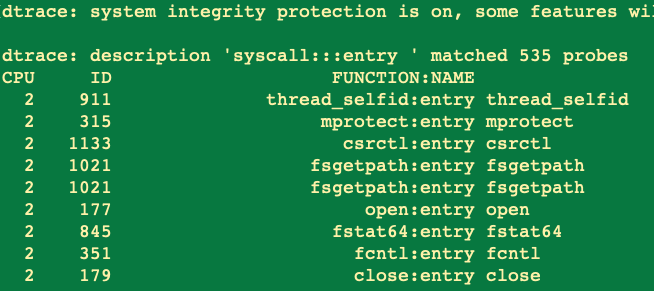 dtrace: system integrity protection is on, some features wi
dtrace: description 'syscall:::entry ' matched 535 probes
CPU ID FUNCTION:NAME
2 911 thread_selfid:entry thread_selfid
2 315 mprotect:entry mprotect
2 1133 csrctl:entry csrctl
2 1021 fsgetpath:entry fsgetpath
2 1021 fsgetpath:entry fsgetpath
2 177 open:entry open
2 845 fstat64:entry fstat64
2 351 fcntl:entry fcntl
2 179 close:entry close